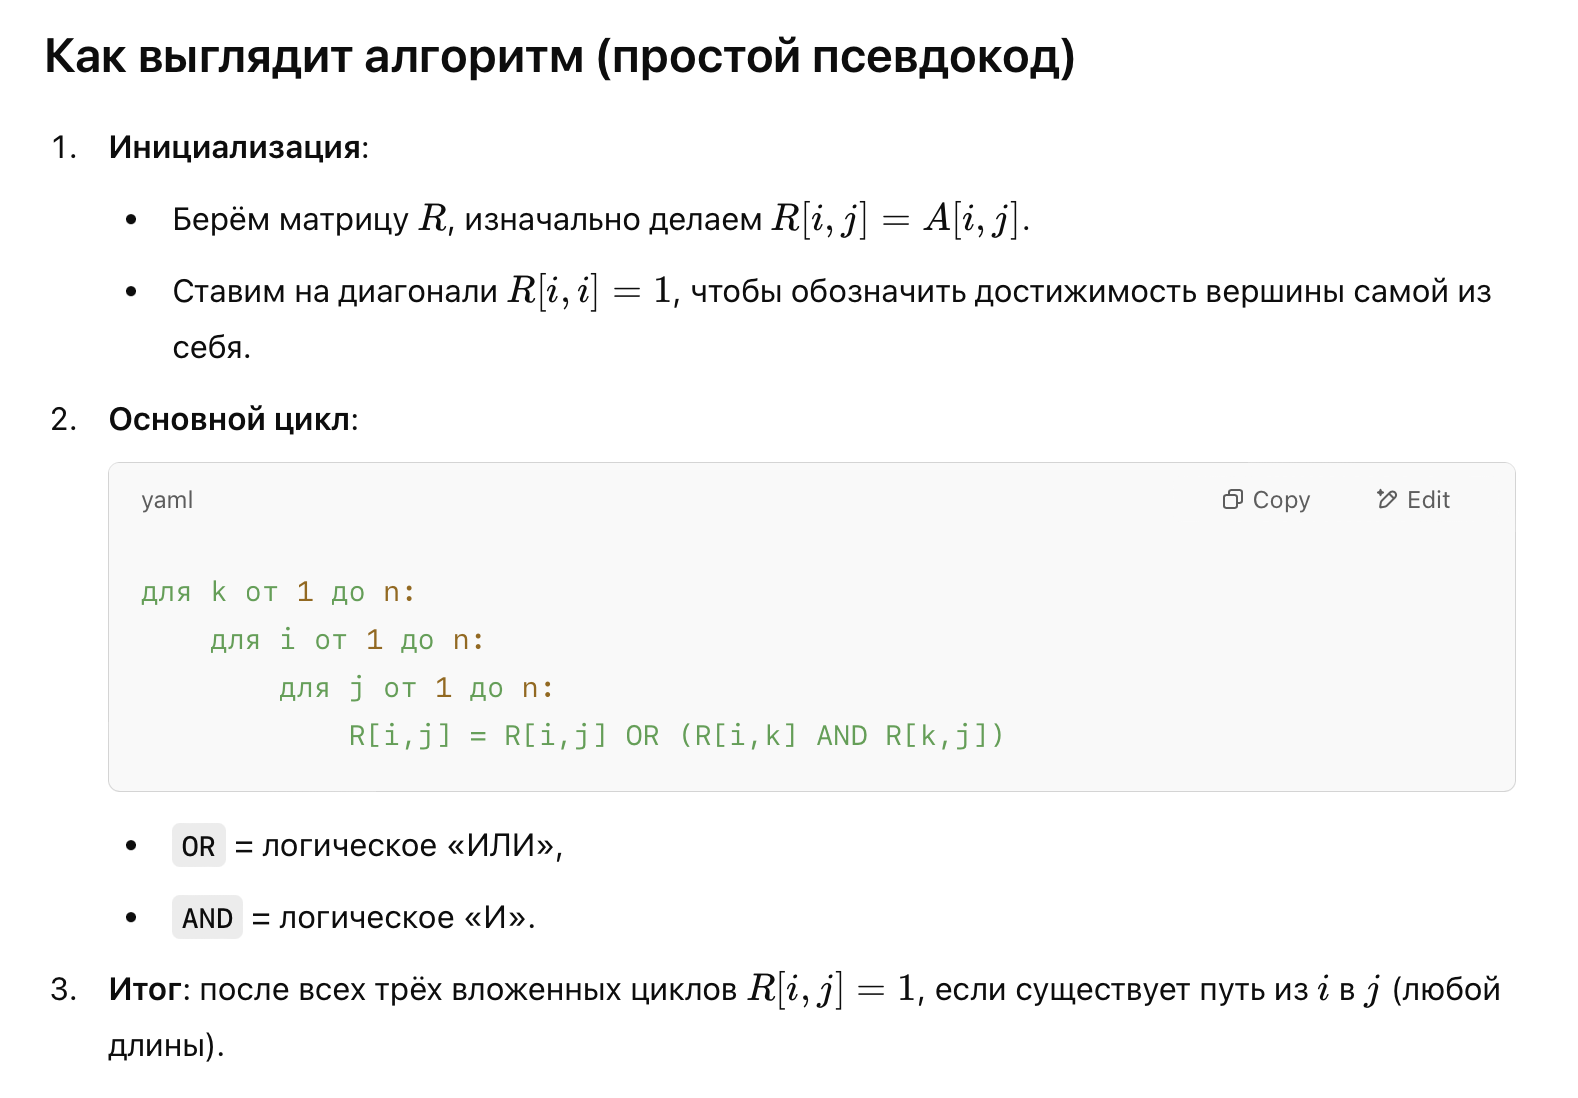 Как выглядит алгоритм (простой псевдокод)
1. Инициализация:
• Берём матрицу R, изначально делаем R[i, j] = A[i, j].
• Ставим на диагонали R[i, i] = 1, чтобы обозначить достижимость вершины самой из
себя.
2. Основной цикл:
yaml Copy Edit
для k от 1 до n:
для i от 1 до n:
для j от 1 до n:
R[i,j] = R[i,j] OR (R[i,k] AND R[k,j])
• OR = логическое «ИЛИ»,
• AND = логическое «И».
3. Итог: после всех трёх вложенных циклов R[i, j] = 1, если существует путь из i в j (любой
длины).